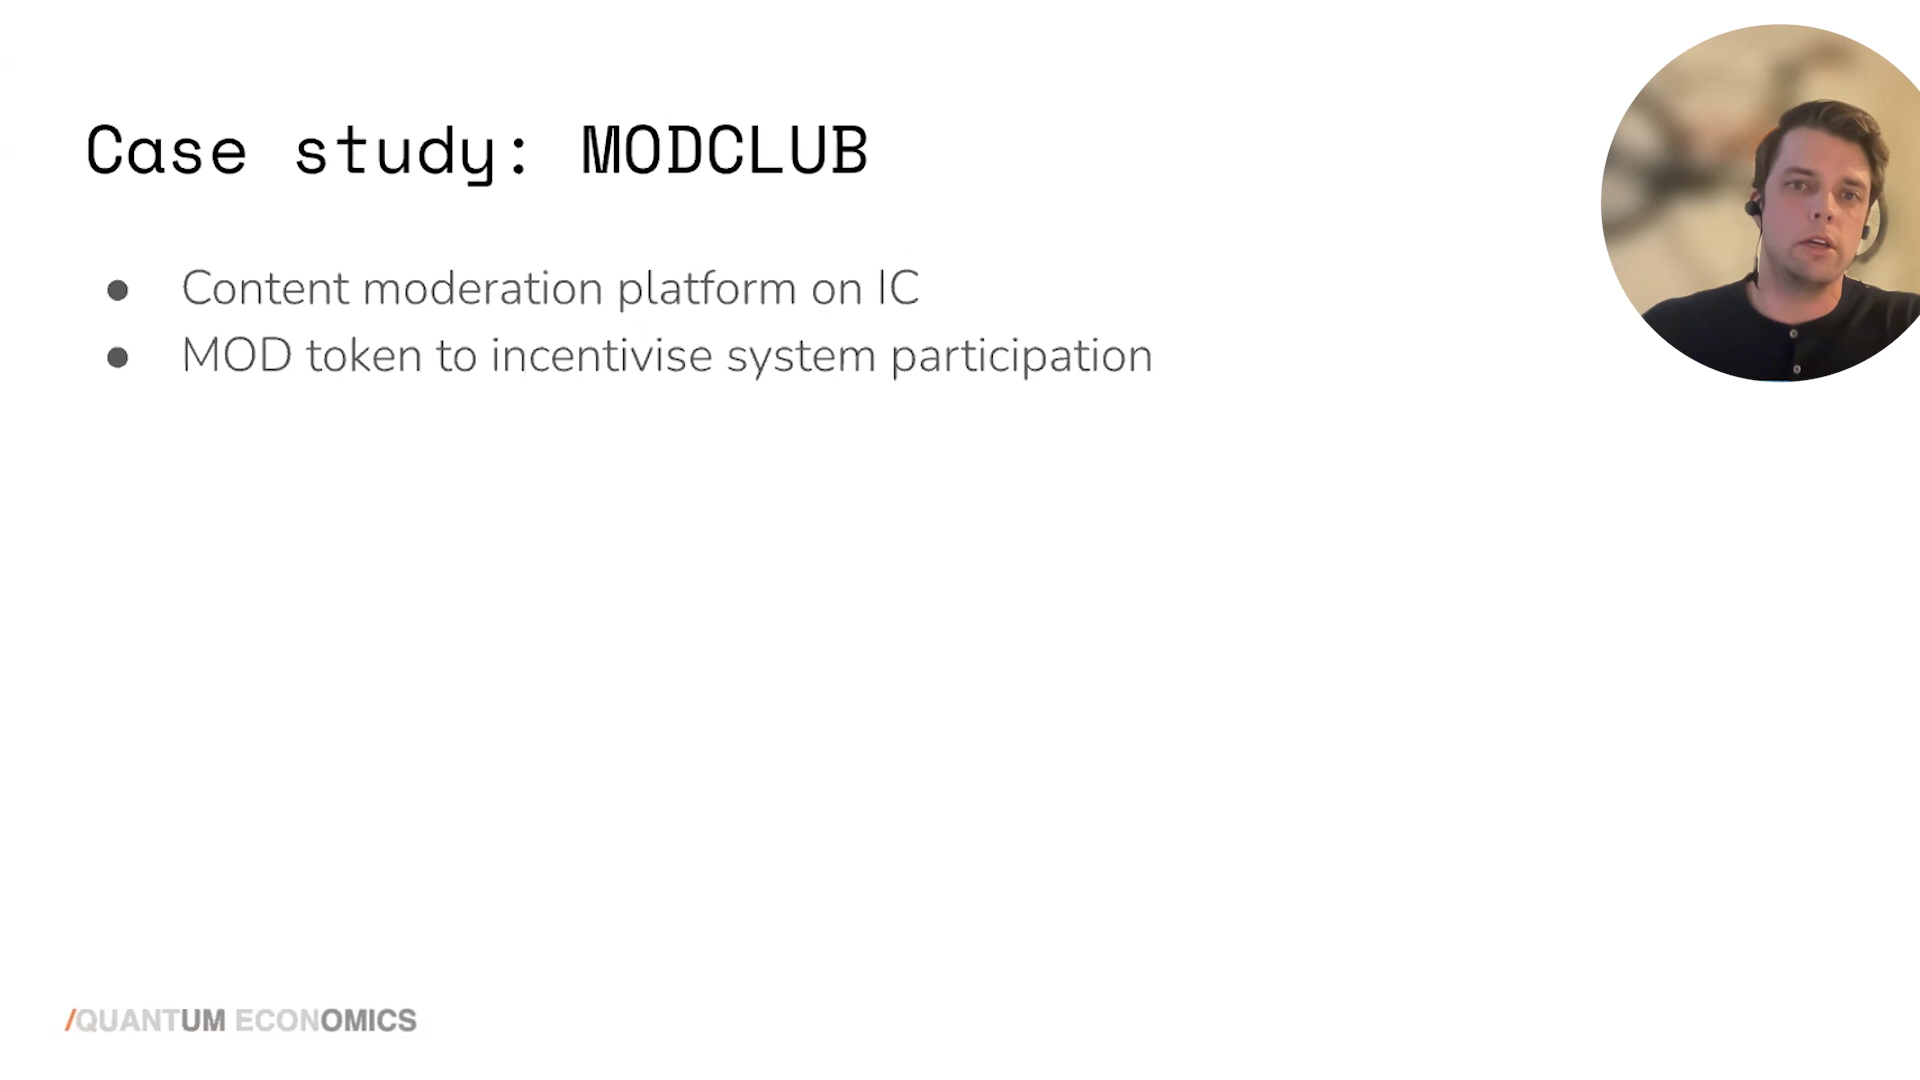 Case study: MODCLUB
● Content moderation platform on IC
● MOD token to incentivise system participation
/QUANTUM ECONOMICS